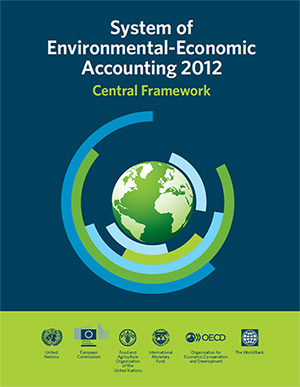 System of
Environmental-Economic
Accounting 2012
Central Framework
United
Nations
European
Commission
Food and
Agriculture
Organization
of the
United Nations
International
Monetary
Fund
OECD
Organisation for
Economic Co-operation
and Development
The World Bank